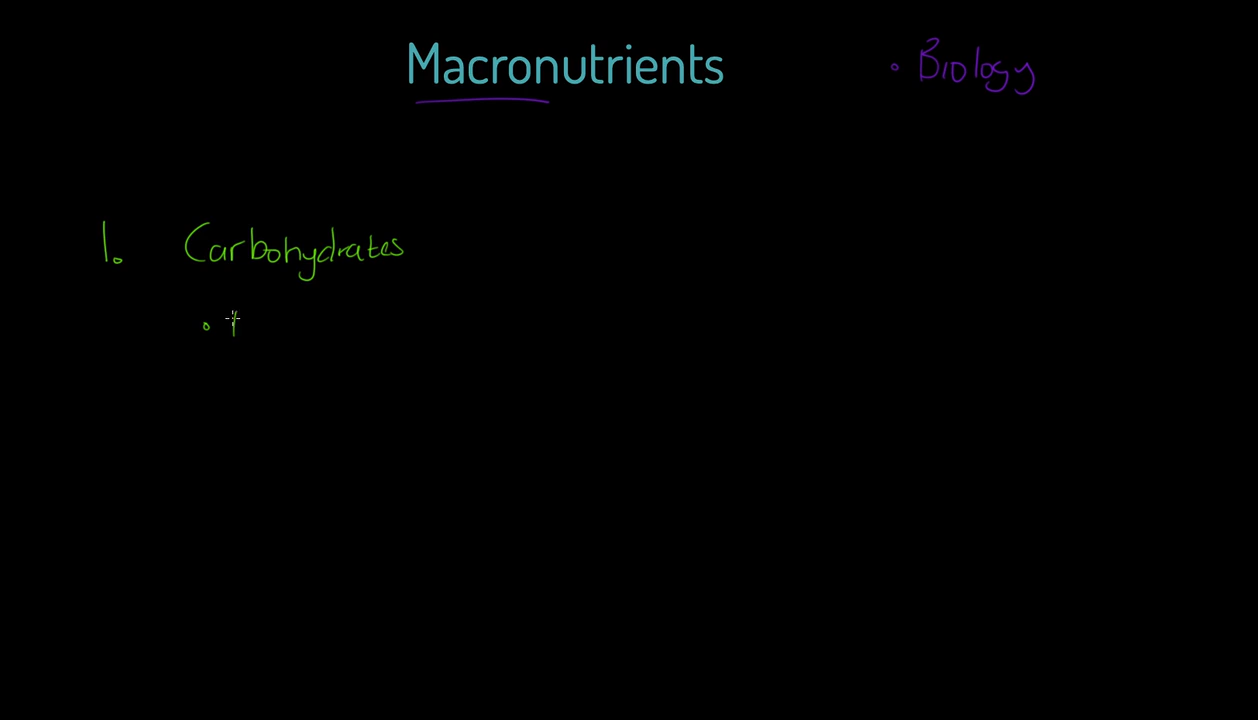 Macronutrients
• Biology
1. Carbohydrates
•